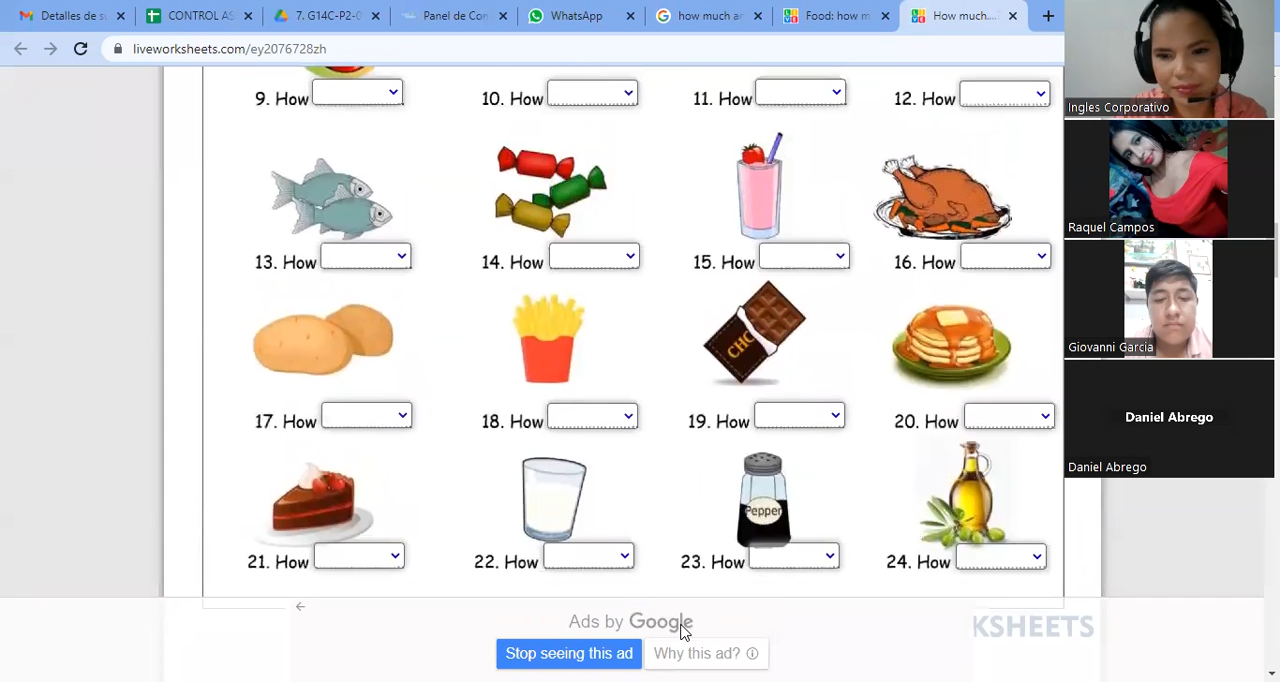 Detalles de su
CONTROL AS
7. G14C-P2-0
Panel de Con
WhatsApp
how much a
Food: how m
How much....
liveworksheets.com/ey2076728zh
Ingles Corporativo
9. How
10. How
11. How
12. How
Raquel Campos
13. How
14. How
15. How
16. How
Giovanni Garcia
CHO
17. How
18. How
19. How
20. How
Daniel Abrego
Daniel Abrego
Pepper
21. How
22. How
23. How
24. How
Ads by Google
KSHEETS
Stop seeing this ad
Why this ad?